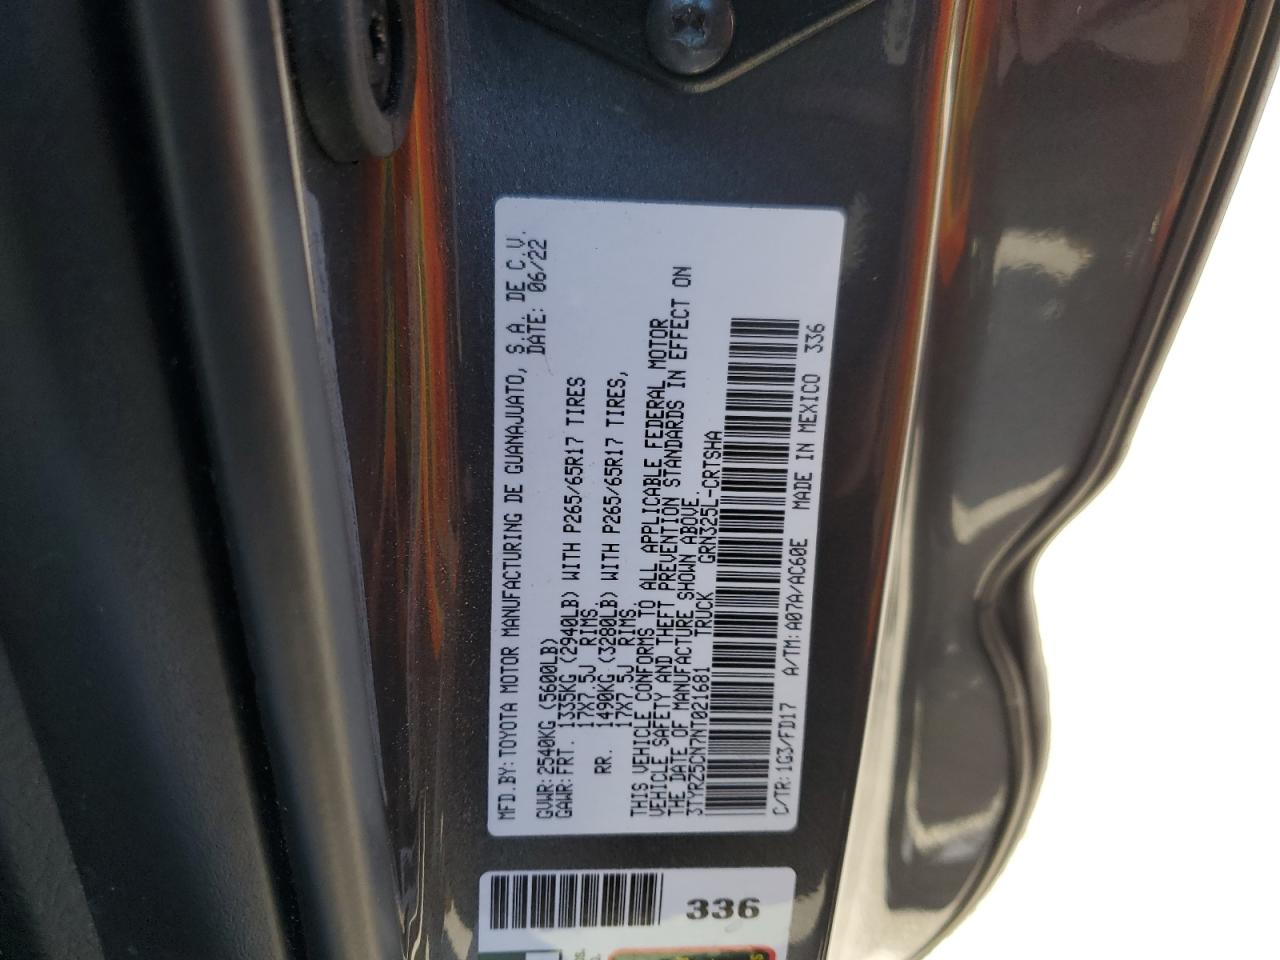 MFD.BY: TOYOTA MOTOR MANUFACTURING DE GUANAJUATO, S.A. DE C.V.
DATE: 06/22
GVWR: 2540KG (5600LB)
GAWR: FRT. 1335KG (2940LB) WITH P265/65R17 TIRES
17X7.5J RIMS.
RR. 1490KG (3280LB) WITH P265/65R17 TIRES,
17X7.5J RIMS.
THIS VEHICLE CONFORMS TO ALL APPLICABLE FEDERAL MOTOR
VEHICLE SAFETY AND THEFT PREVENTION STANDARDS IN EFFECT ON
THE DATE OF MANUFACTURE SHOWN ABOVE.
3TYRZ5CN7NT021681 TRUCK GRN325L-CRTSHA
C/TR: 1G3/FD17 A/TM: A07A/AC60E MADE IN MEXICO 336
336